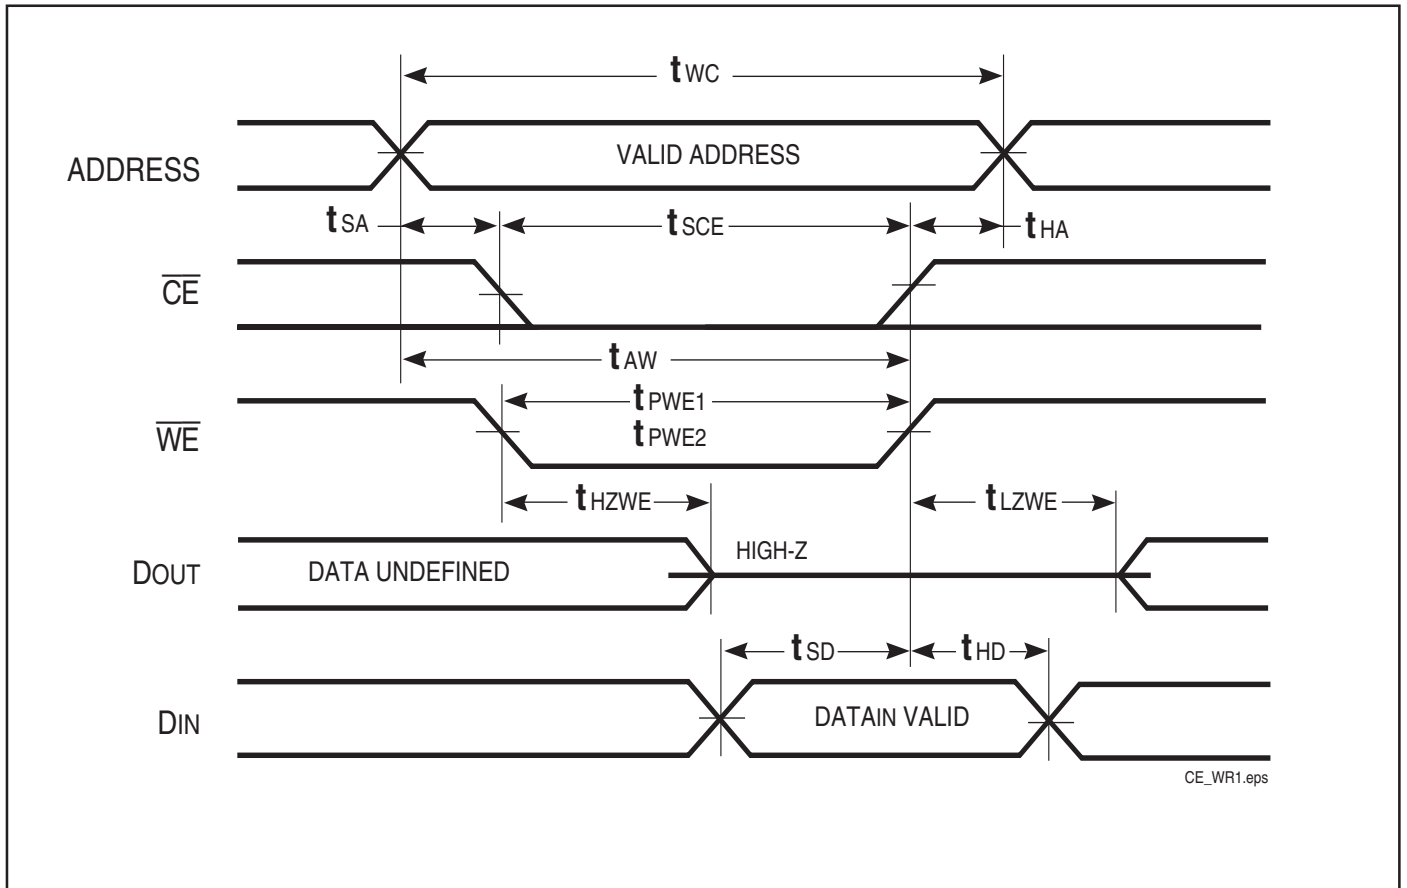 tWC
ADDRESS
VALID ADDRESS
tSA
tSCE
tHA
CE
tAW
WE
tPWE1
tPWE2
tHZWE
tLZWE
DOUT
DATA UNDEFINED
HIGH-Z
tSD
tHD
DIN
DATAIN VALID
CE_WR1.eps